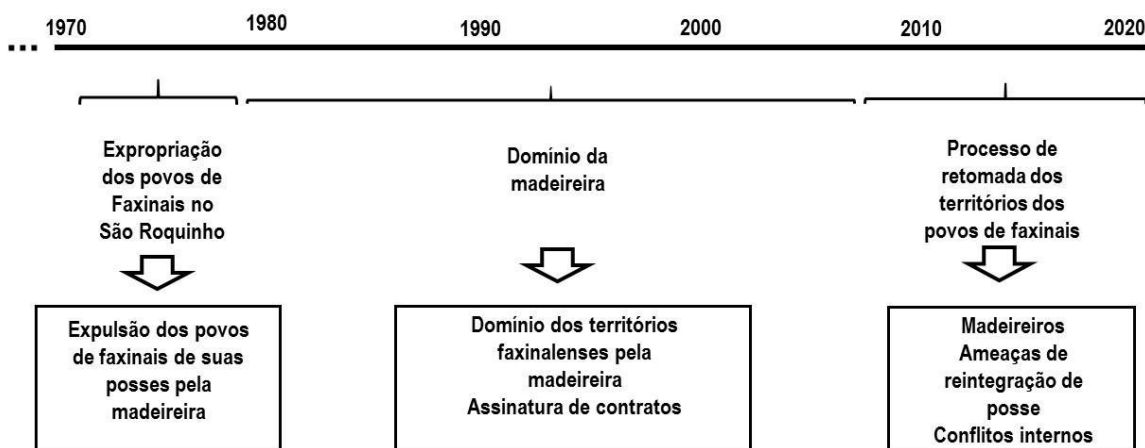 1970 1980 1990 2000 2010 2020
Expropriação
dos povos de
Faxinais no
São Roquinho
Domínio da
madeireira
Processo de
retomada dos
territórios dos
povos de faxinais
Expulsão dos povos
de faxinais de suas
posses pela
madeireira
Domínio dos territórios
faxinalenses pela
madeireira
Assinatura de contratos
Madeireiros
Ameaças de
reintegração de
posse
Conflitos internos